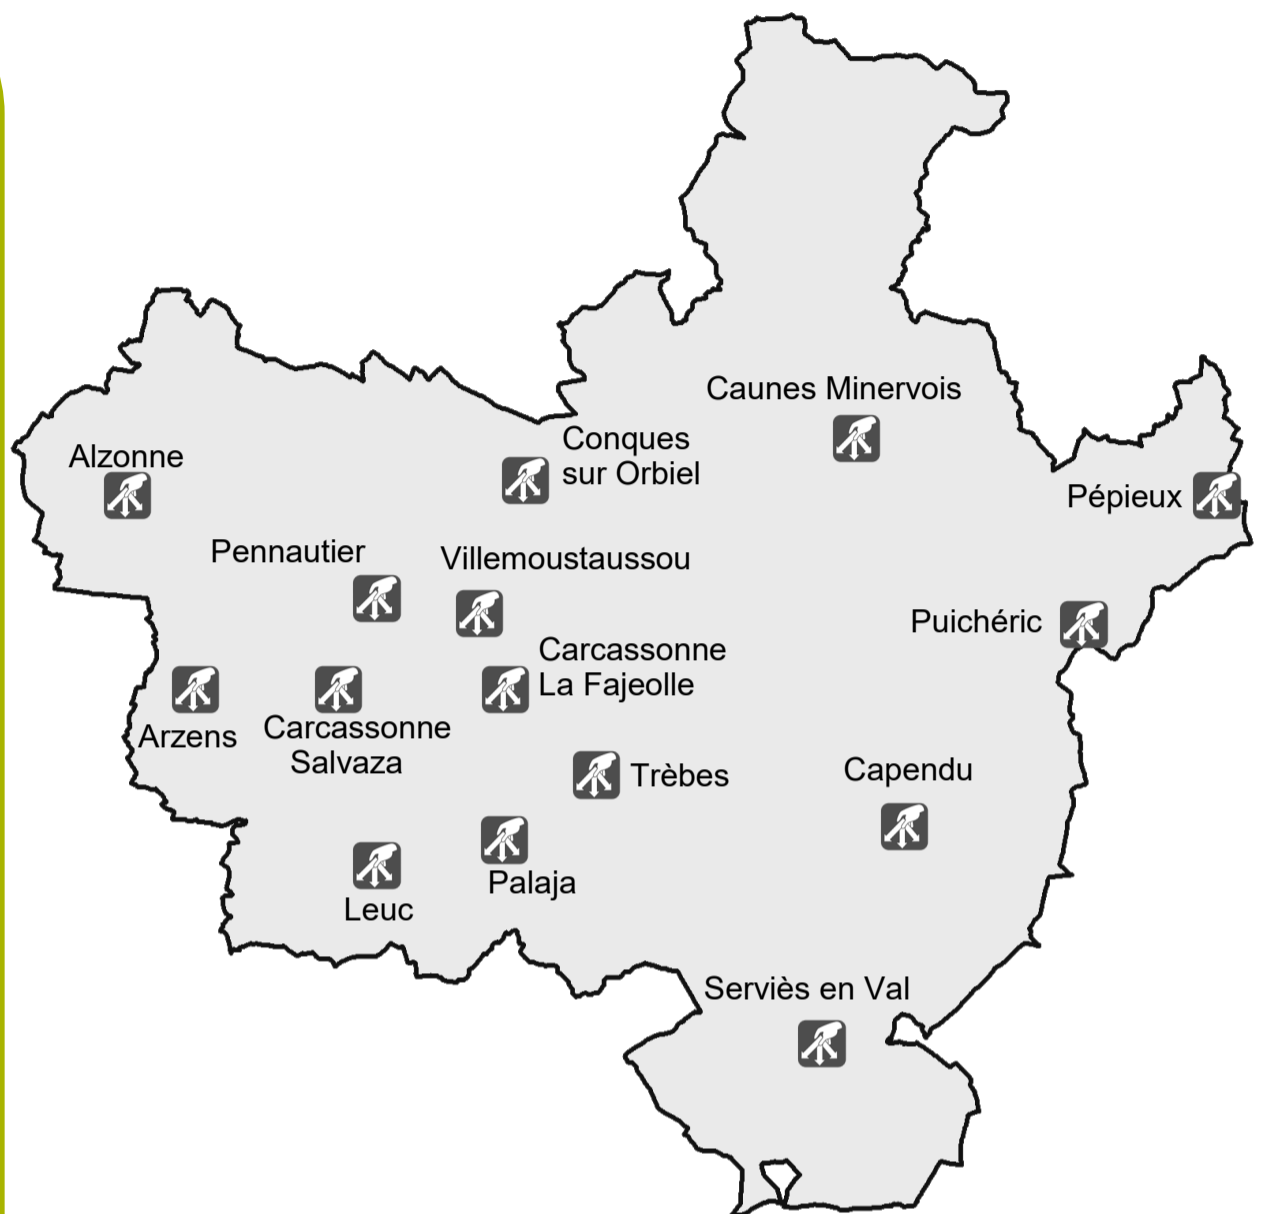 Caunes Minervois
Conques
sur Orbiel
Alzonne
Pépieux
Pennautier
Villemoustaussou
Puichéric
Carcassonne
La Fajeolle
Arzens
Carcassonne
Salvaza
Trèbes
Capendu
Palaja
Leuc
Serviès en Val